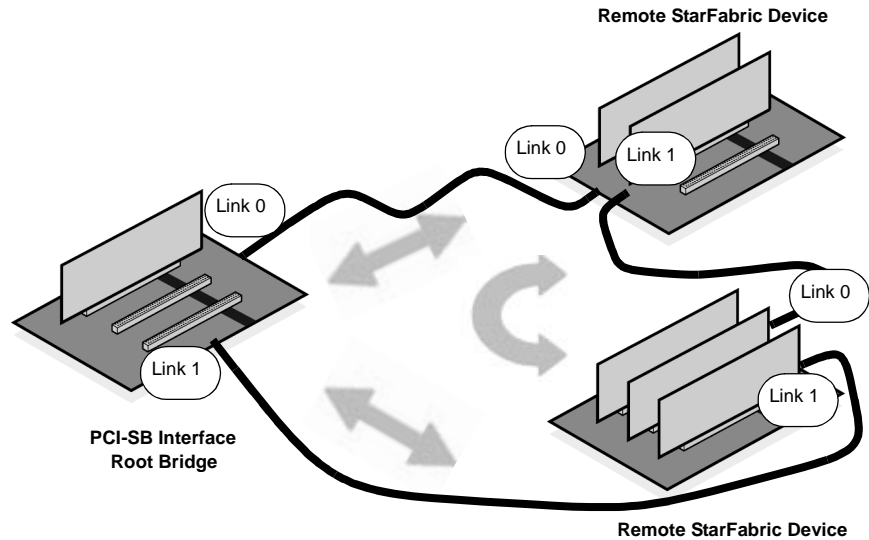 Remote StarFabric Device
Link 0
Link 1
Link 0
Link 0
Link 1
Link 1
PCI-SB Interface
Root Bridge
Remote StarFabric Device